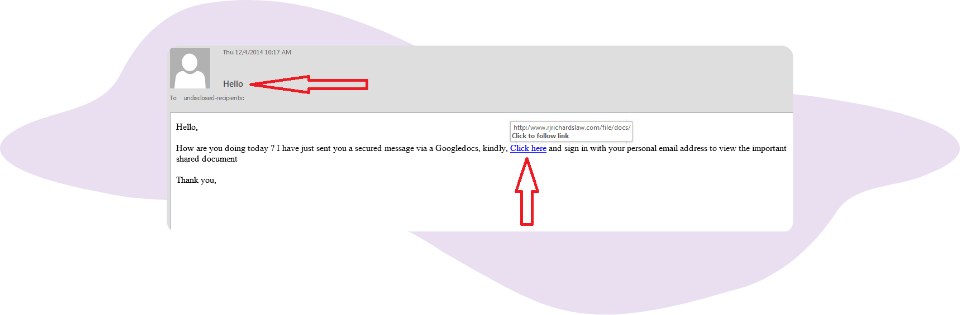 Thu 12/4/2014 10:17 AM
Hello
To undisclosed-recipients:
Hello,
http://www.rjrichardslaw.com/file/docs/
Click to follow link
How are you doing today ? I have just sent you a secured message via a Googledocs, kindly, Click here and sign in with your personal email address to view the important
shared document
Thank you,